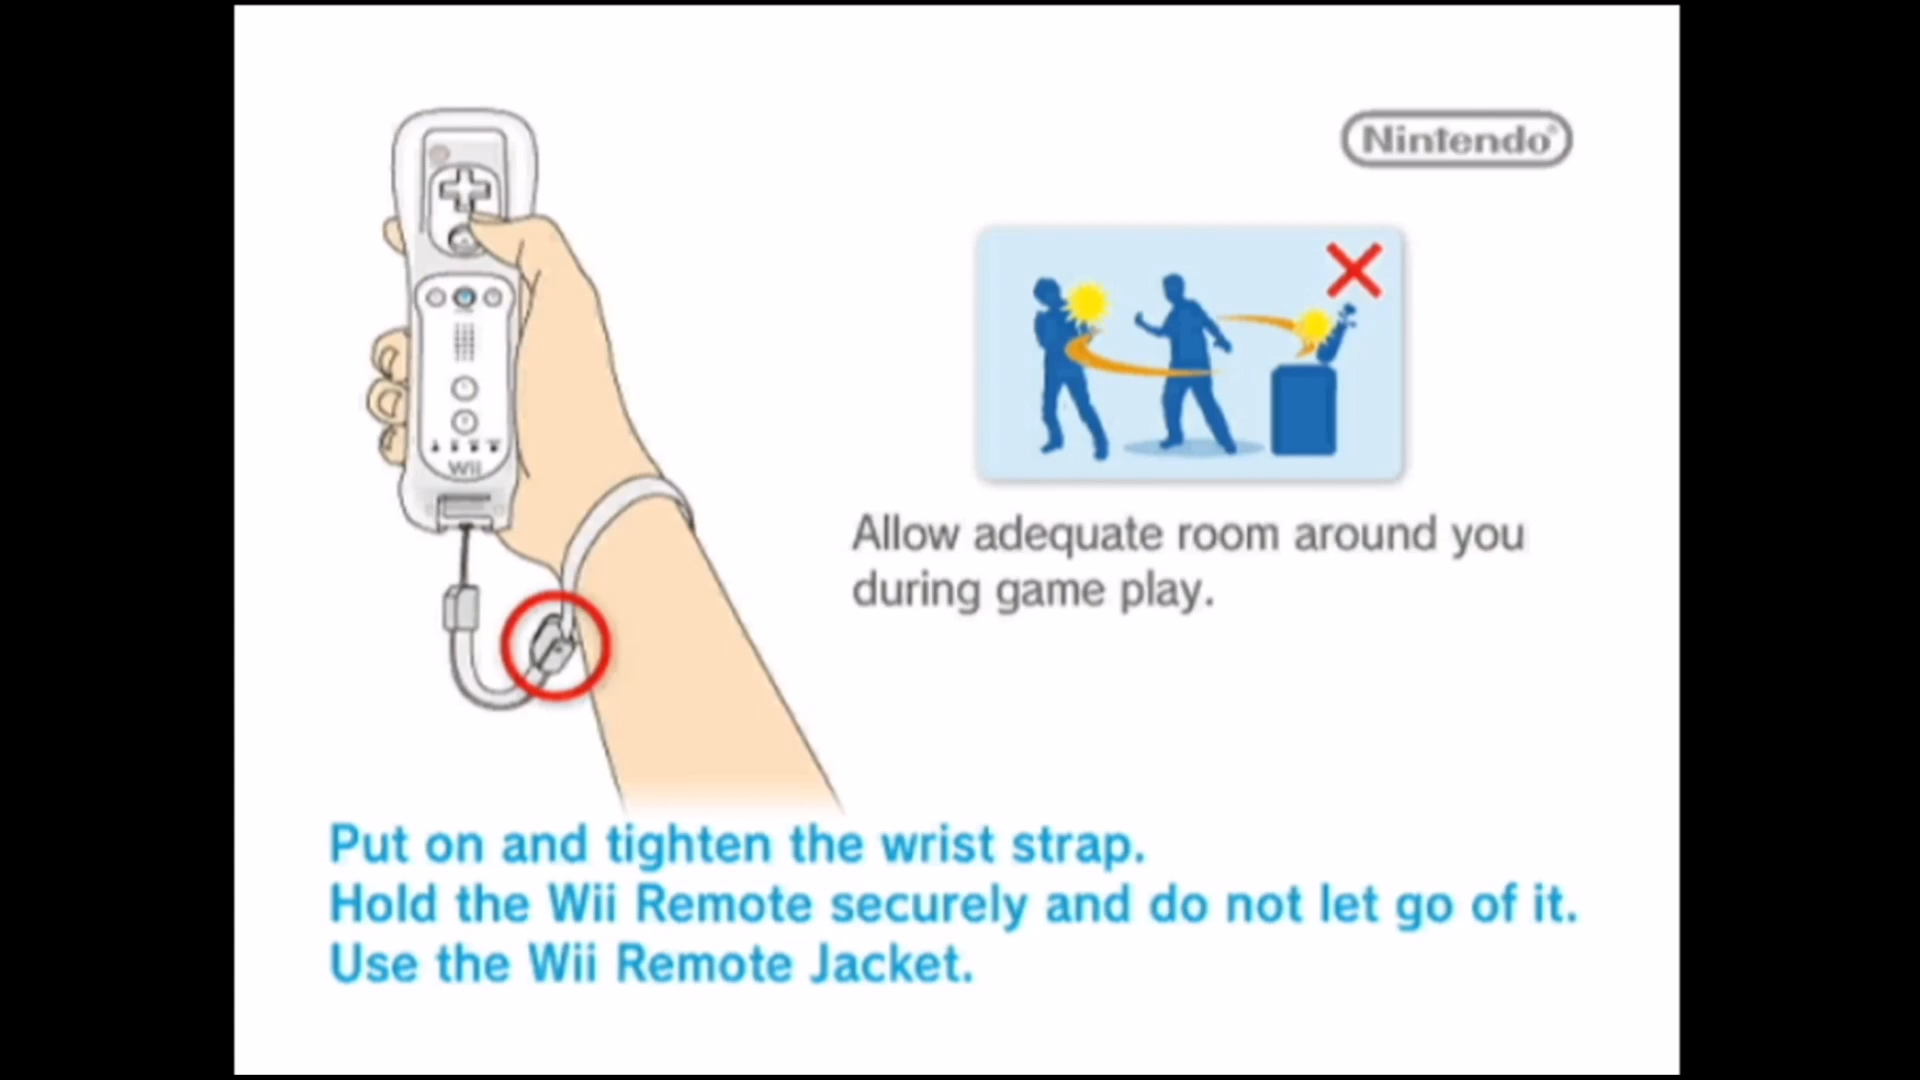 Nintendo®
Allow adequate room around you
during game play.
Wii
Put on and tighten the wrist strap.
Hold the Wii Remote securely and do not let go of it.
Use the Wii Remote Jacket.